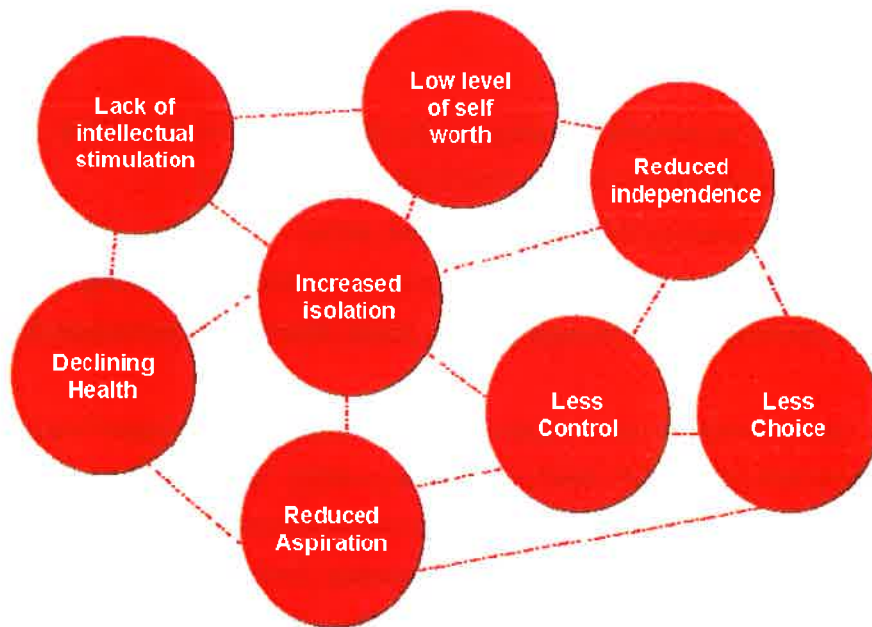 Lack of
intellectual
stimulation
Low level
of self
worth
Reduced
independence
Increased
isolation
Declining
Health
Less
Control
Less
Choice
Reduced
Aspiration